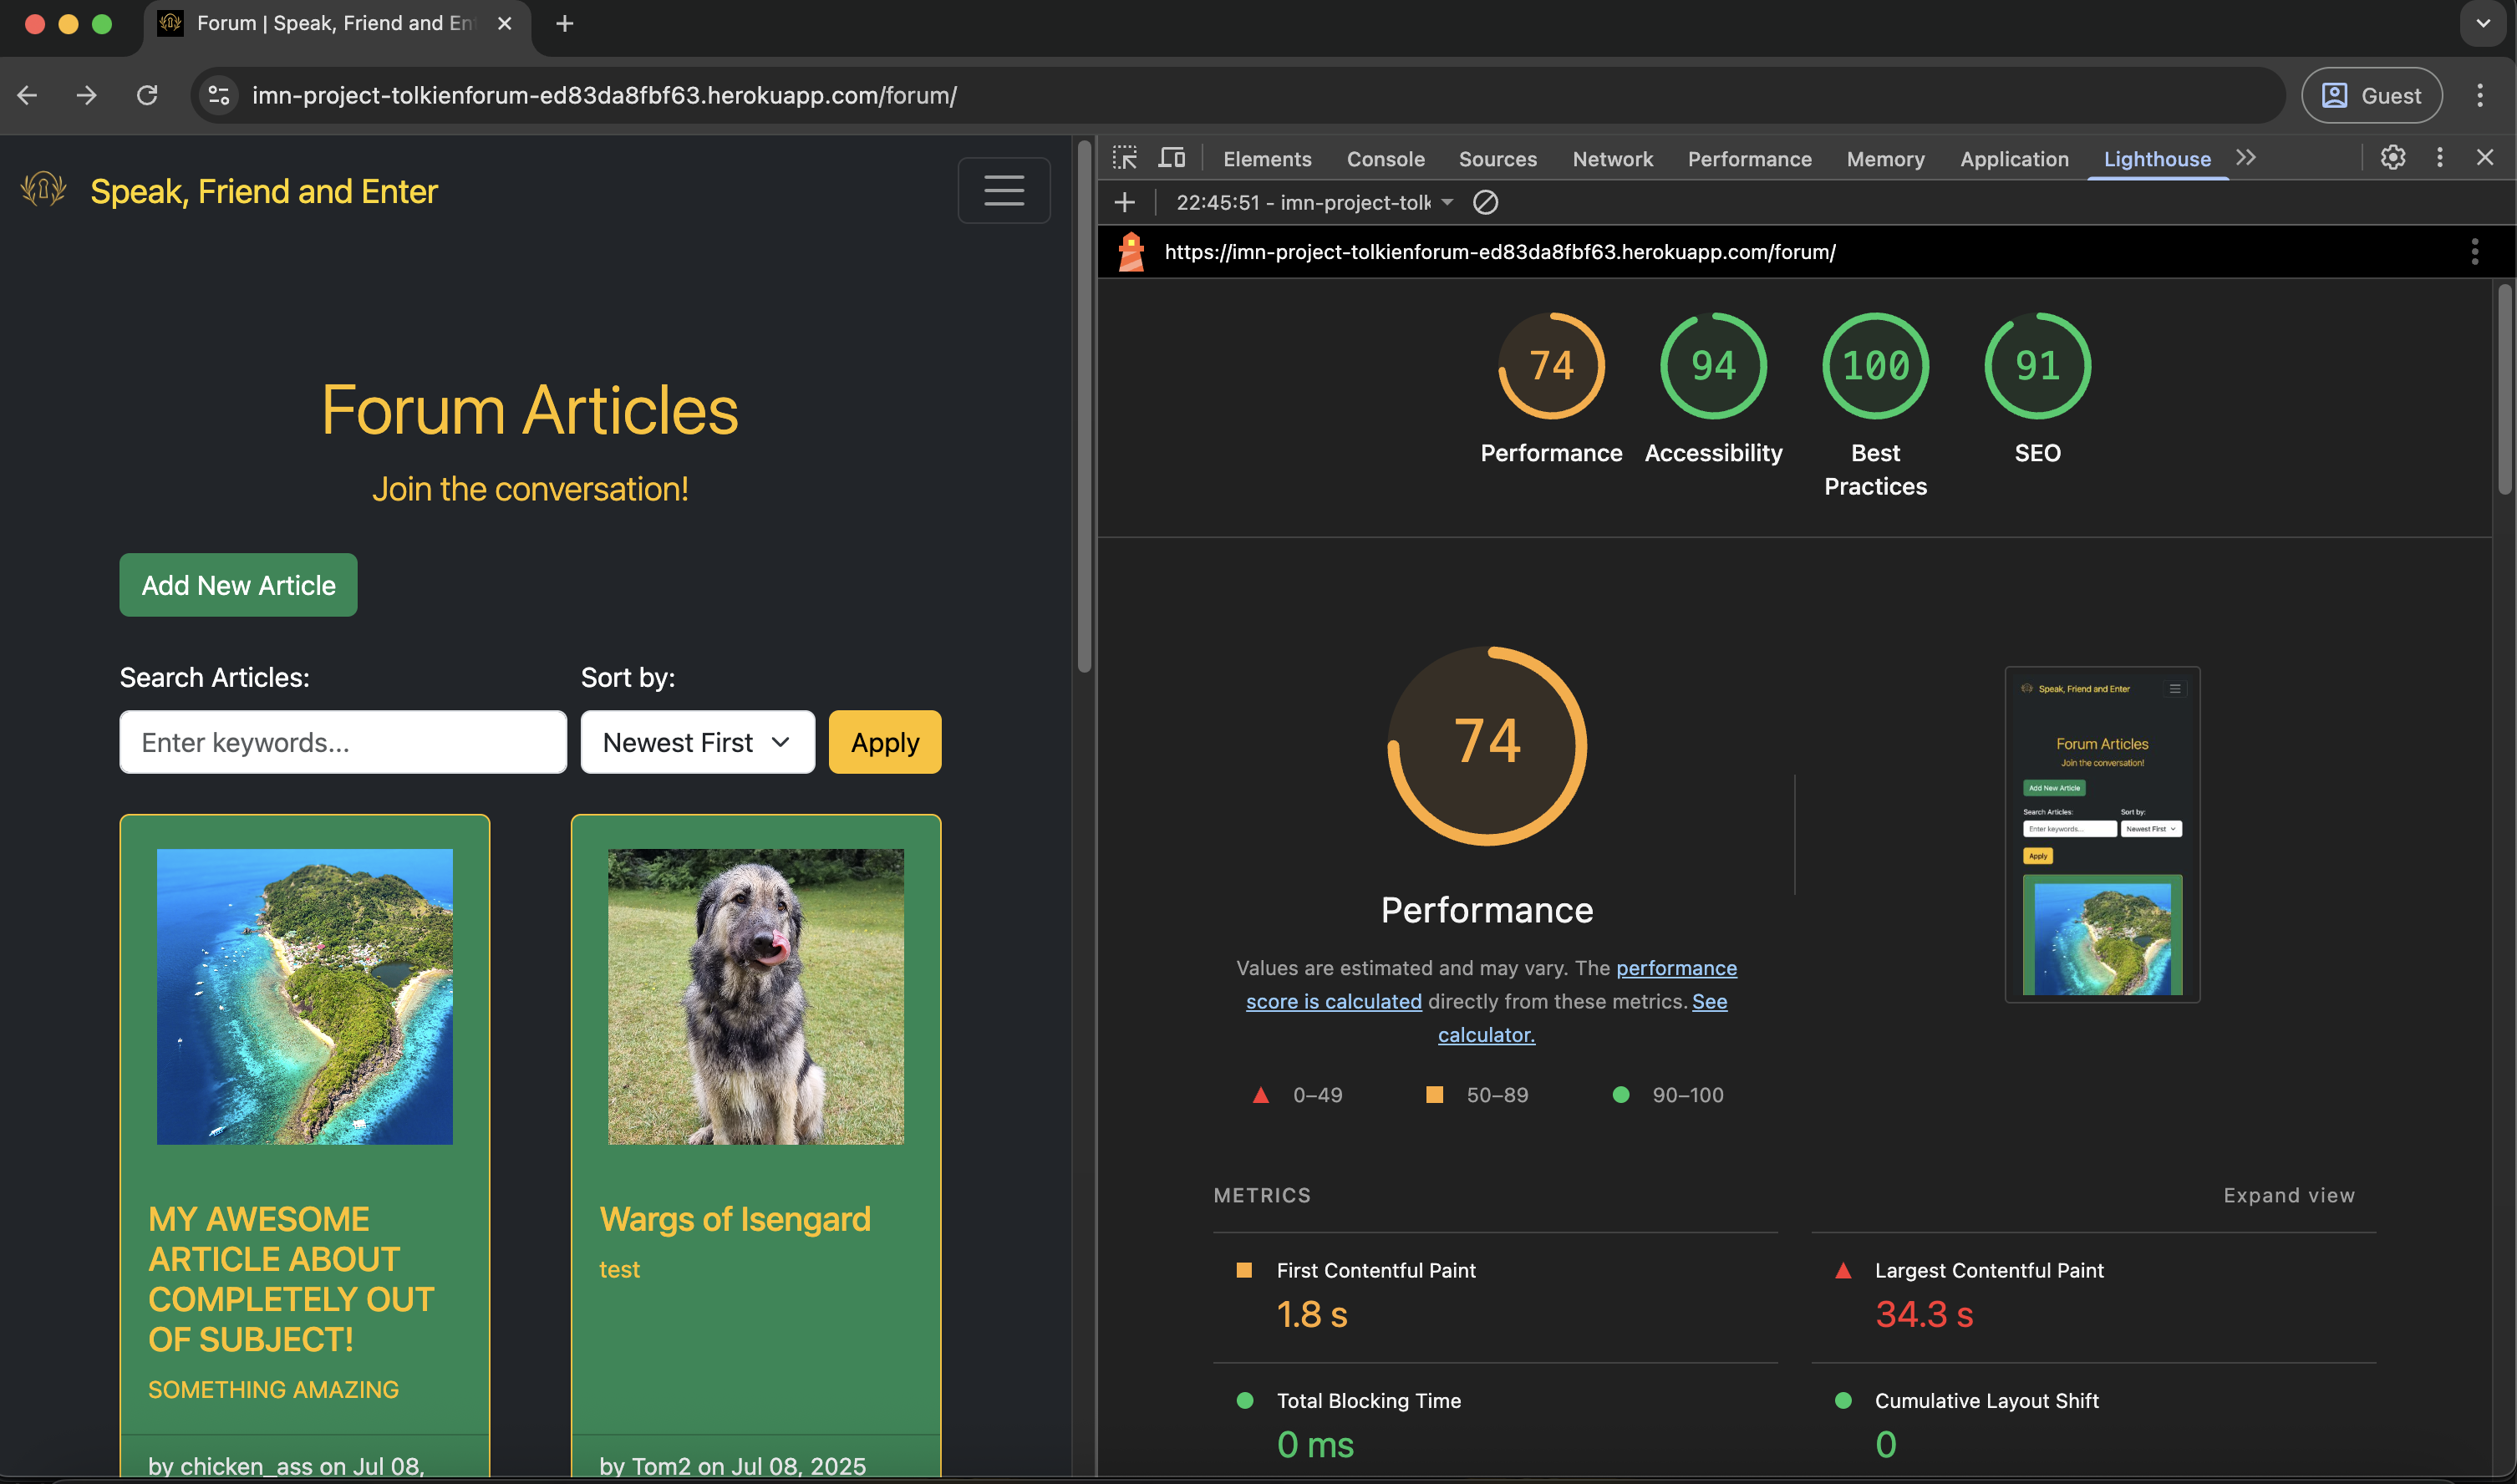 Forum | Speak, Friend and En
imn-project-tolkienforum-ed83da8fbf63.herokuapp.com/forum/
Guest
Speak, Friend and Enter
Forum Articles
Join the conversation!
Add New Article
Search Articles:
Sort by:
Enter keywords...
Newest First
Apply
MY AWESOME
ARTICLE ABOUT
COMPLETELY OUT
OF SUBJECT!
SOMETHING AMAZING
by chicken_ass on Jul 08,
Wargs of Isengard
test
by Tom2 on Jul 08, 2025
Elements Console Sources Network Performance Memory Application Lighthouse
22:45:51 - imn-project-tolk
https://imn-project-tolkienforum-ed83da8fbf63.herokuapp.com/forum/
74 94 100 91
Performance
Accessibility
Best
Practices
SEO
74
Performance
Values are estimated and may vary. The performance
score is calculated directly from these metrics. See
calculator.
0–49 50–89 90–100
Speak, Friend and Enter
Forum Articles
Join the conversation!
Add New Article
Search Articles: Sort by:
Enter keywords... Newest First
Apply
METRICS
Expand view
First Contentful Paint
1.8 s
Largest Contentful Paint
34.3 s
Total Blocking Time
0 ms
Cumulative Layout Shift
0